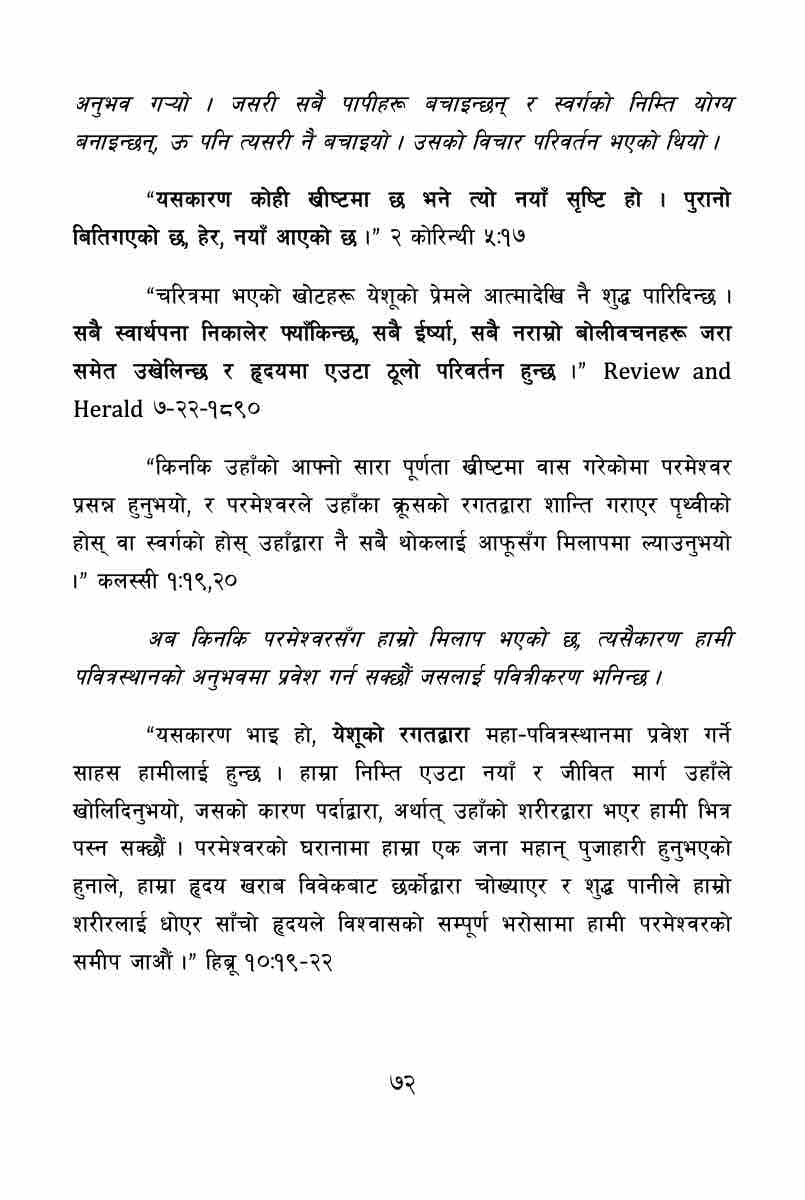 अनुभव गर्‍यो । जसरी सबै पापीहरू बचाइन्छन् र स्वर्गको निम्ति योग्य
बनाइन्छन्, ऊ पनि त्यसरी नै बचाइयो । उसको विचार परिवर्तन भएको थियो ।
“यसकारण कोही ख्रीष्टमा छ भने त्यो नयाँ सृष्टि हो । पुरानो
बितिगएको छ, हेर, नयाँ आएको छ ।” २ कोरिन्थी ५:१७
“चरित्रमा भएको खोटहरू येशूको प्रेमले आत्मादेखि नै शुद्ध पारिदिन्छ ।
सबै स्वार्थपना निकालेर फ्याँकिन्छ, सबै ईर्ष्या, सबै नराम्रो बोलीवचनहरू जरा
समेत उखेलिन्छ र हृदयमा एउटा ठूलो परिवर्तन हुन्छ ।” Review and
Herald ७-२२-१८९०
“किनकि उहाँको आफ्नो सारा पूर्णता ख्रीष्टमा वास गरेकोमा परमेश्वर
प्रसन्न हुनुभयो, र परमेश्वरले उहाँका क्रूसको रगतद्वारा शान्ति गराएर पृथ्वीको
होस् वा स्वर्गको होस् उहाँद्वारा नै सबै थोकलाई आफूसँग मिलापमा ल्याउनुभयो
।” कलस्सी १:१९,२०
अब किनकि परमेश्वरसँग हाम्रो मिलाप भएको छ, त्यसैकारण हामी
पवित्रस्थानको अनुभवमा प्रवेश गर्न सक्छौं जसलाई पवित्रीकरण भनिन्छ ।
“यसकारण भाइ हो, येशूको रगतद्वारा महा-पवित्रस्थानमा प्रवेश गर्ने
साहस हामीलाई हुन्छ । हाम्रा निम्ति एउटा नयाँ र जीवित मार्ग उहाँले
खोलिदिनुभयो, जसको कारण पर्दाद्वारा, अर्थात् उहाँको शरीरद्वारा भएर हामी भित्र
पस्न सक्छौं । परमेश्वरको घरानामा हाम्रा एक जना महान् पुजाहारी हुनुभएको
हुनाले, हाम्रा हृदय खराब विवेकबाट छर्कोद्वारा चोख्याएर र शुद्ध पानीले हाम्रो
शरीरलाई धोएर साँचो हृदयले विश्वासको सम्पूर्ण भरोसामा हामी परमेश्वरको
समीप जाऔं ।” हिब्रू १०:१९-२२
७२